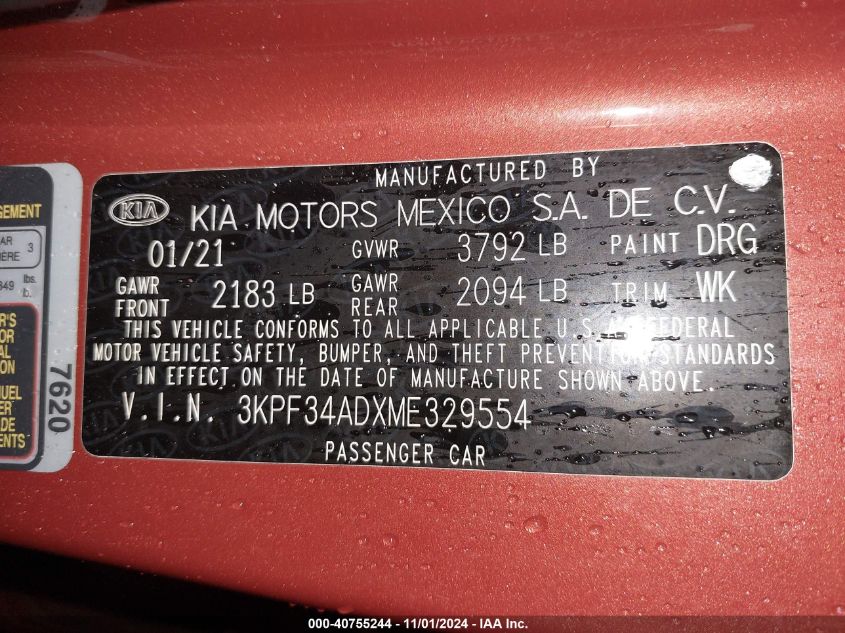 MANUFACTURED BY
KIA KIA MOTORS MEXICO S.A. DE C.V.
01/21 GVWR 3792 LB PAINT DRG
GAWR FRONT 2183 LB GAWR REAR 2094 LB TRIM WK
THIS VEHICLE CONFORMS TO ALL APPLICABLE U.S.A. FEDERAL
MOTOR VEHICLE SAFETY, BUMPER, AND THEFT PREVENTION STANDARDS
IN EFFECT ON THE DATE OF MANUFACTURE SHOWN ABOVE.
V.I.N. 3KPF34ADXME329554
PASSENGER CAR
3
lbs.
7620
000-40755244 - 11/01/2024 - IAA Inc.